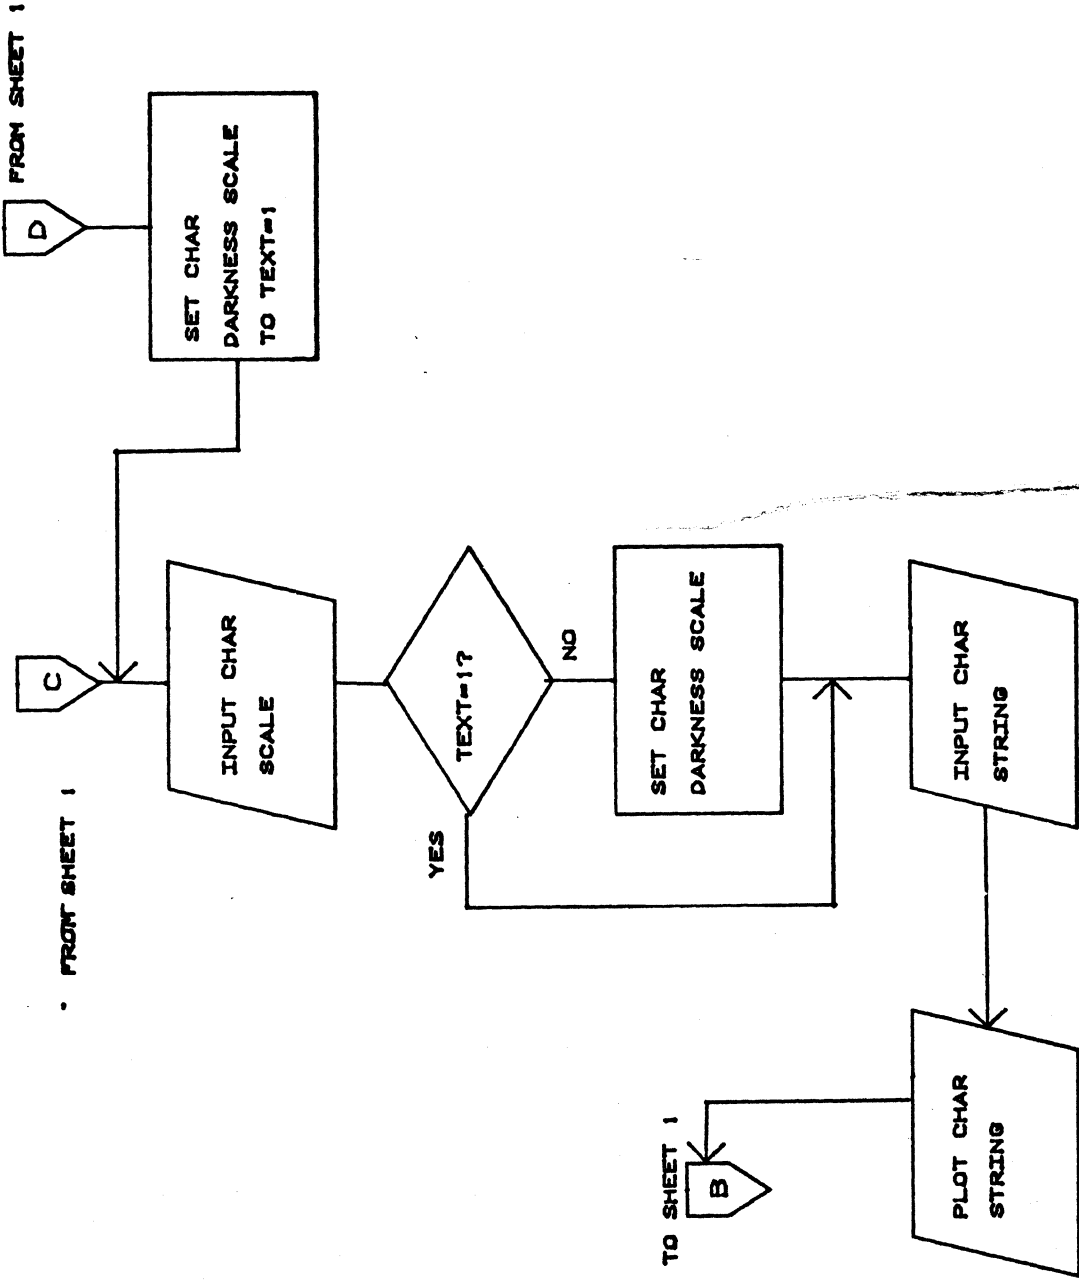 FROM SHEET 1
C
INPUT CHAR
SCALE
TEXT=1?
YES
NO
SET CHAR
DARKNESS SCALE
INPUT CHAR
STRING
FROM SHEET 1
D
SET CHAR
DARKNESS SCALE
TO TEXT=1
TO SHEET 1
B
PLOT CHAR
STRING